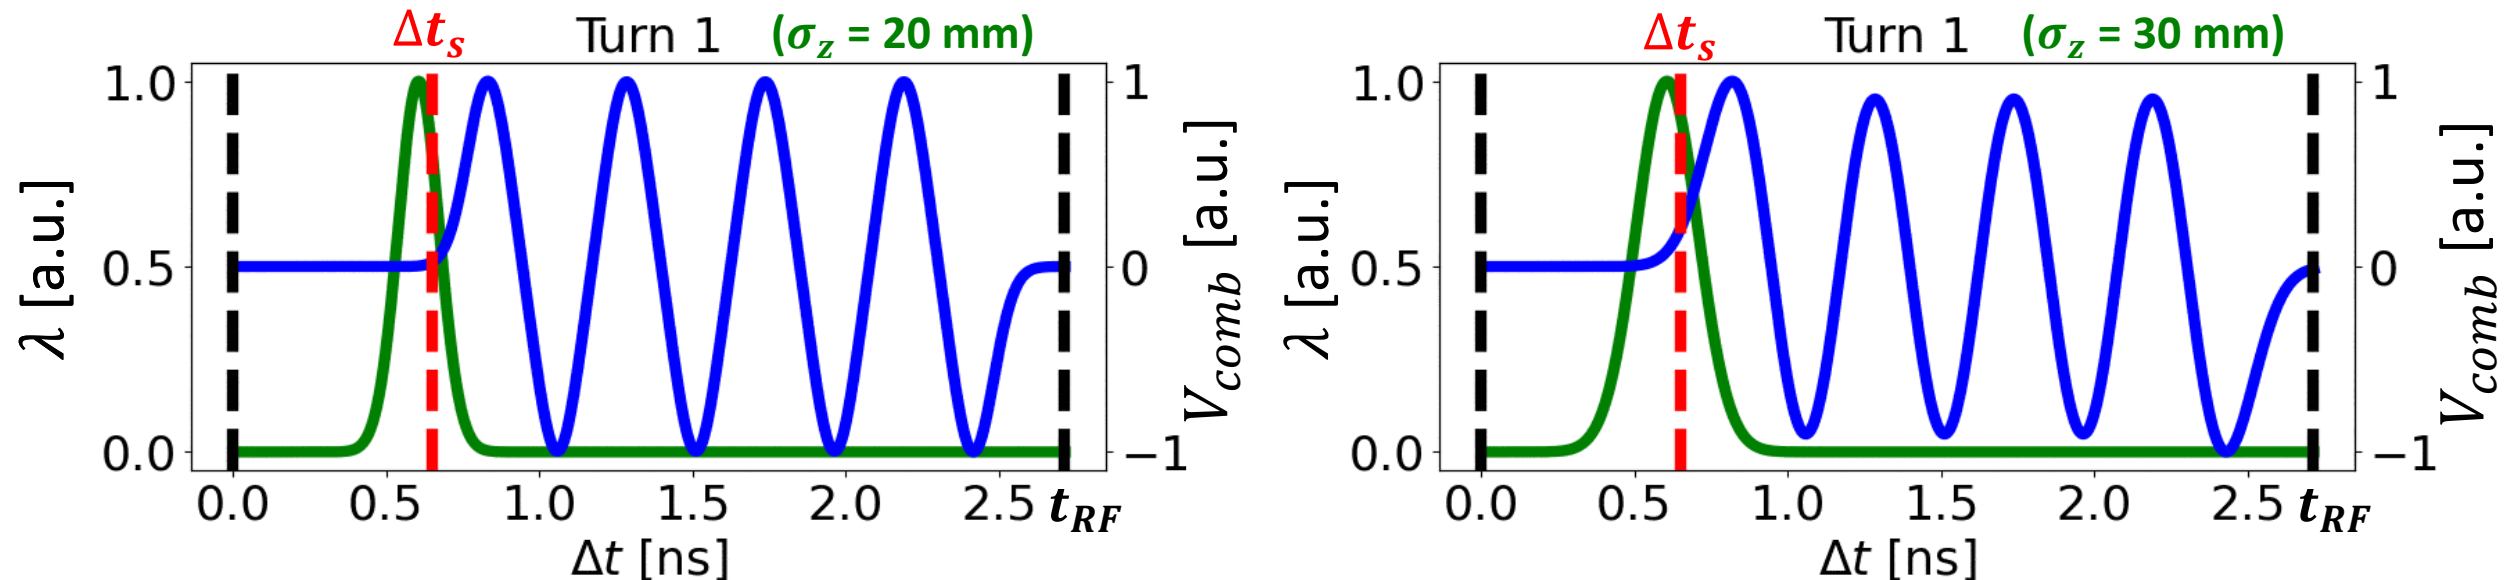 Δt_s Turn 1 (σ_z = 20 mm)
1.0
0.5
0.0
λ [a.u.]
1
0
−1
V_comb [a.u.]
0.0 0.5 1.0 1.5 2.0 2.5 t_RF
Δt [ns]
Δt_s Turn 1 (σ_z = 30 mm)
1.0
0.5
0.0
λ [a.u.]
1
0
−1
V_comb [a.u.]
0.0 0.5 1.0 1.5 2.0 2.5 t_RF
Δt [ns]